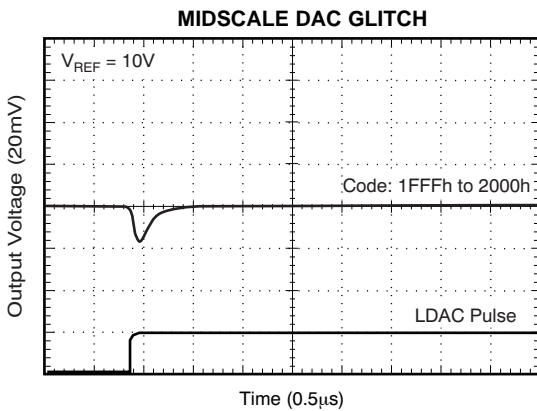 MIDSCALE DAC GLITCH
V_REF = 10V
Output Voltage (20mV)
Code: 1FFFh to 2000h
LDAC Pulse
Time (0.5μs)